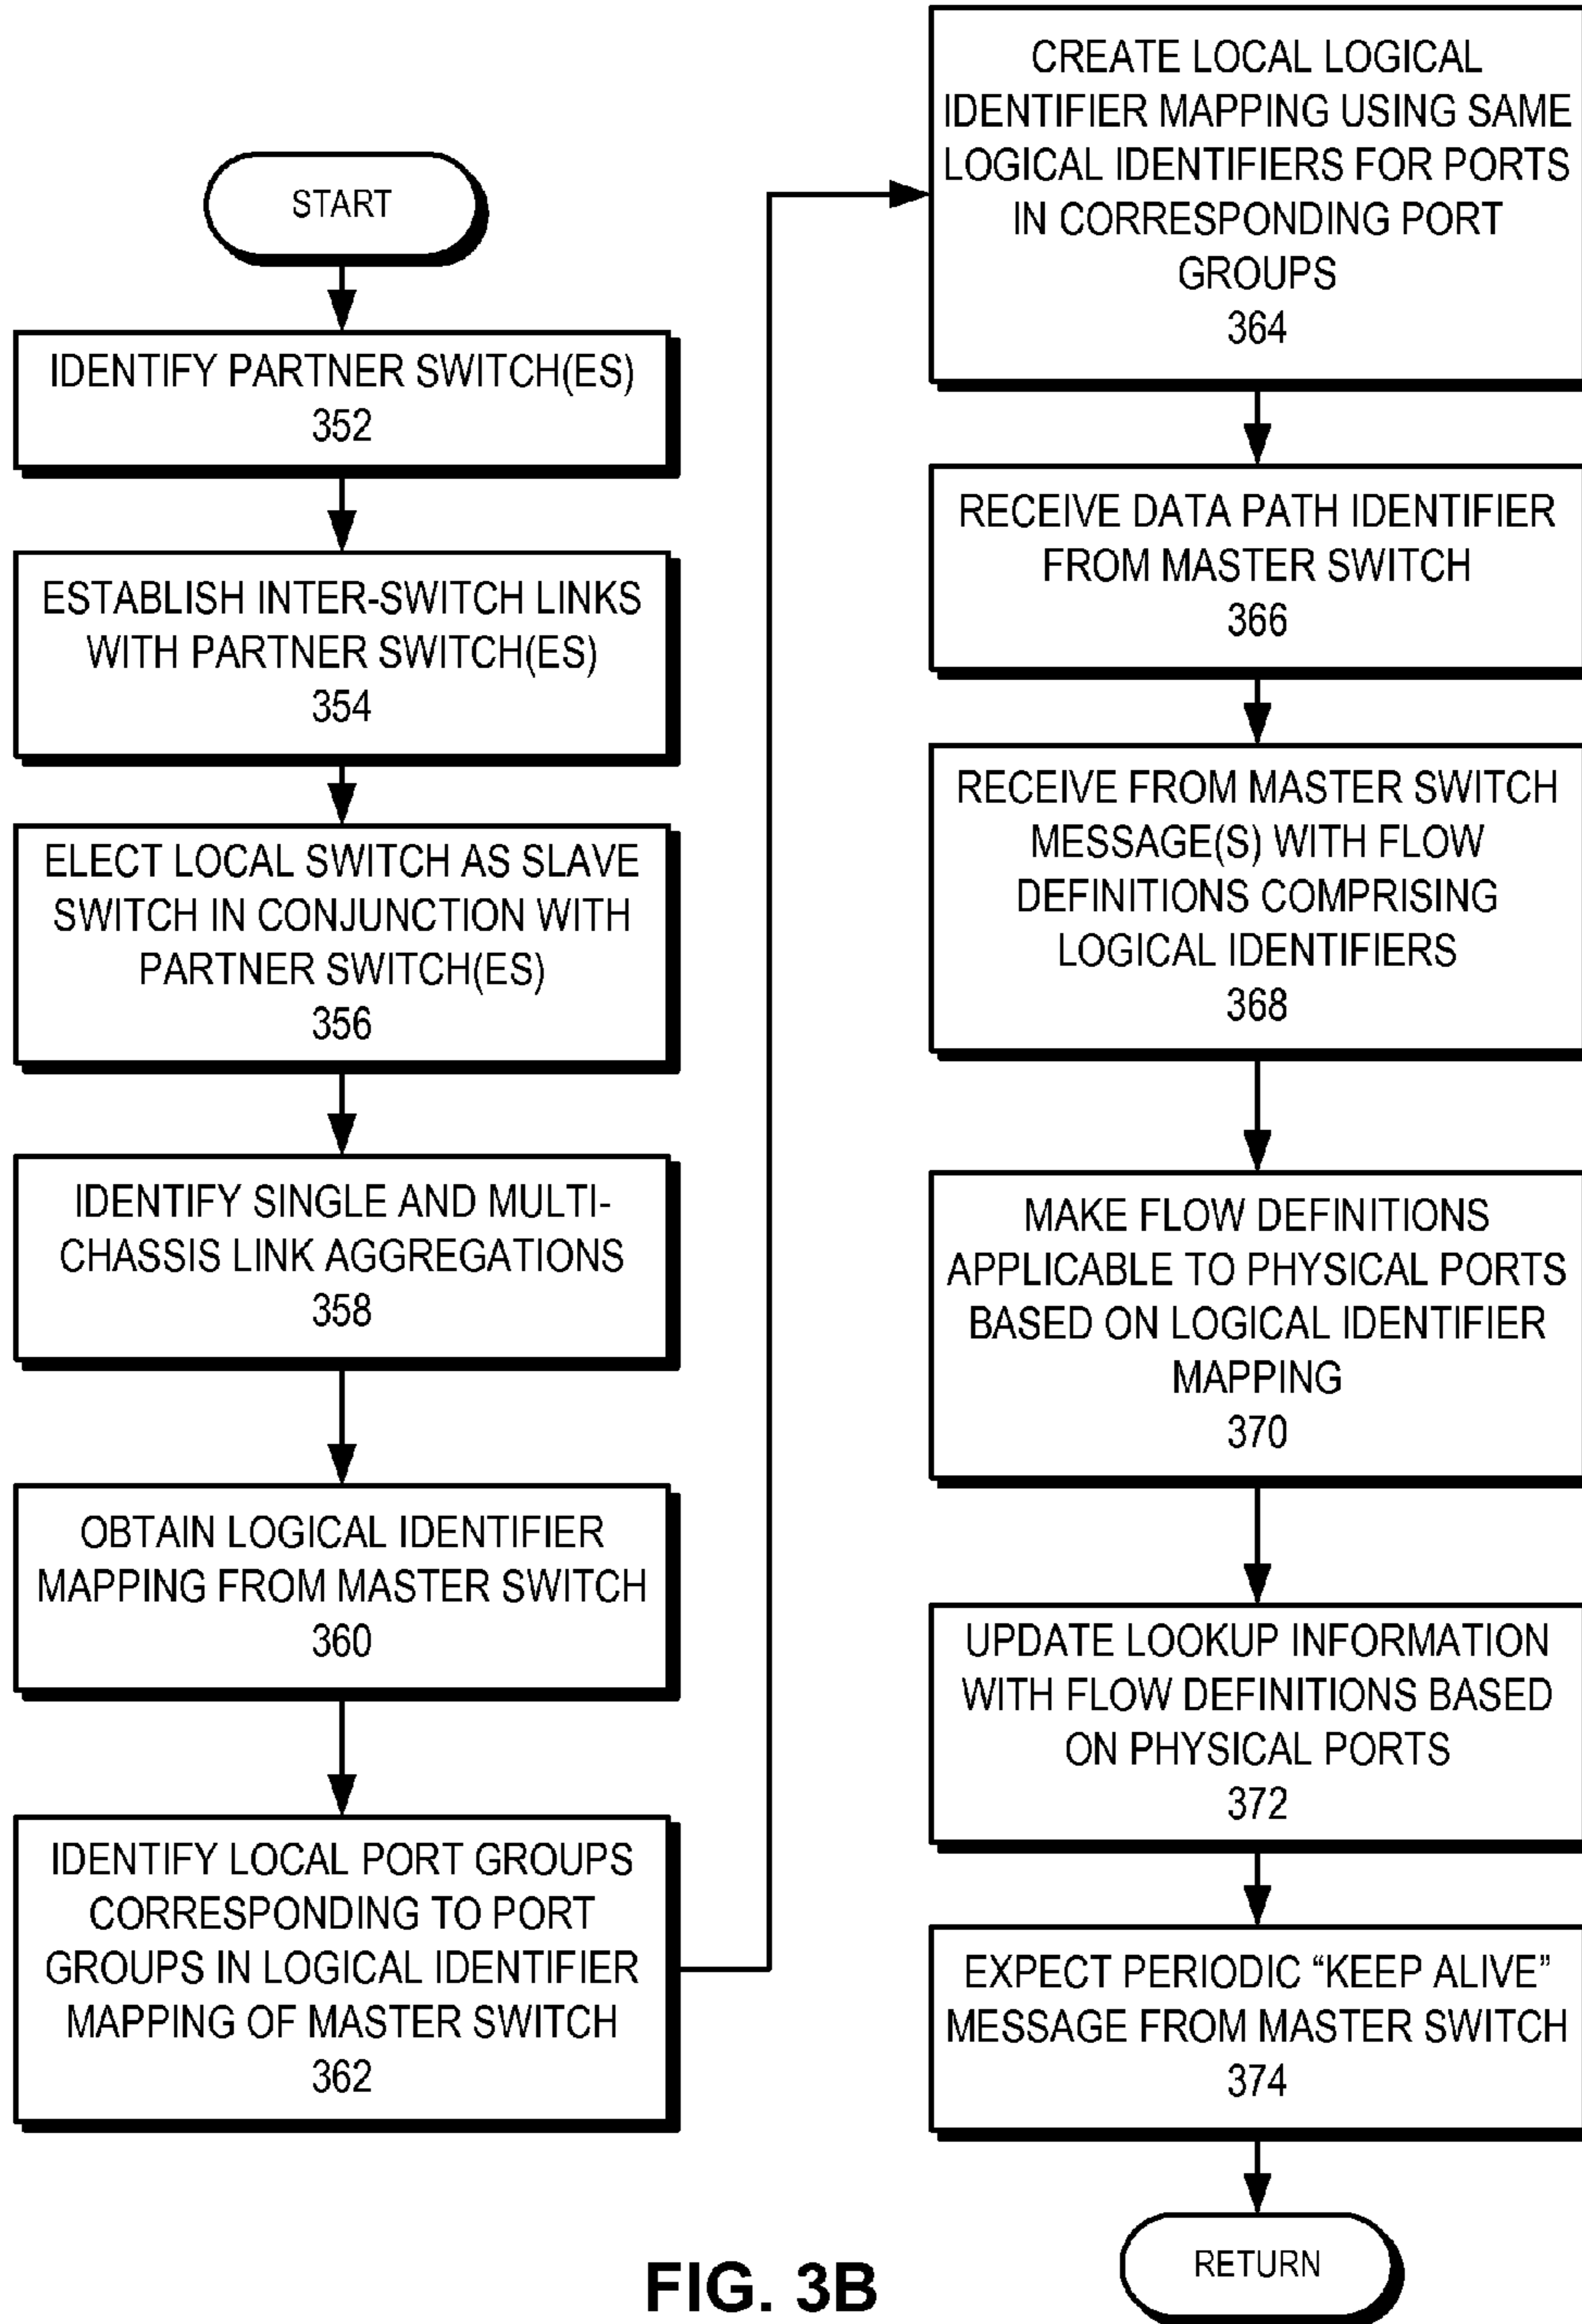 START
IDENTIFY PARTNER SWITCH(ES)
352
ESTABLISH INTER-SWITCH LINKS
WITH PARTNER SWITCH(ES)
354
ELECT LOCAL SWITCH AS SLAVE
SWITCH IN CONJUNCTION WITH
PARTNER SWITCH(ES)
356
IDENTIFY SINGLE AND MULTI-
CHASSIS LINK AGGREGATIONS
358
OBTAIN LOGICAL IDENTIFIER
MAPPING FROM MASTER SWITCH
360
IDENTIFY LOCAL PORT GROUPS
CORRESPONDING TO PORT
GROUPS IN LOGICAL IDENTIFIER
MAPPING OF MASTER SWITCH
362
CREATE LOCAL LOGICAL
IDENTIFIER MAPPING USING SAME
LOGICAL IDENTIFIERS FOR PORTS
IN CORRESPONDING PORT
GROUPS
364
RECEIVE DATA PATH IDENTIFIER
FROM MASTER SWITCH
366
RECEIVE FROM MASTER SWITCH
MESSAGE(S) WITH FLOW
DEFINITIONS COMPRISING
LOGICAL IDENTIFIERS
368
MAKE FLOW DEFINITIONS
APPLICABLE TO PHYSICAL PORTS
BASED ON LOGICAL IDENTIFIER
MAPPING
370
UPDATE LOOKUP INFORMATION
WITH FLOW DEFINITIONS BASED
ON PHYSICAL PORTS
372
EXPECT PERIODIC “KEEP ALIVE”
MESSAGE FROM MASTER SWITCH
374
RETURN
FIG. 3B